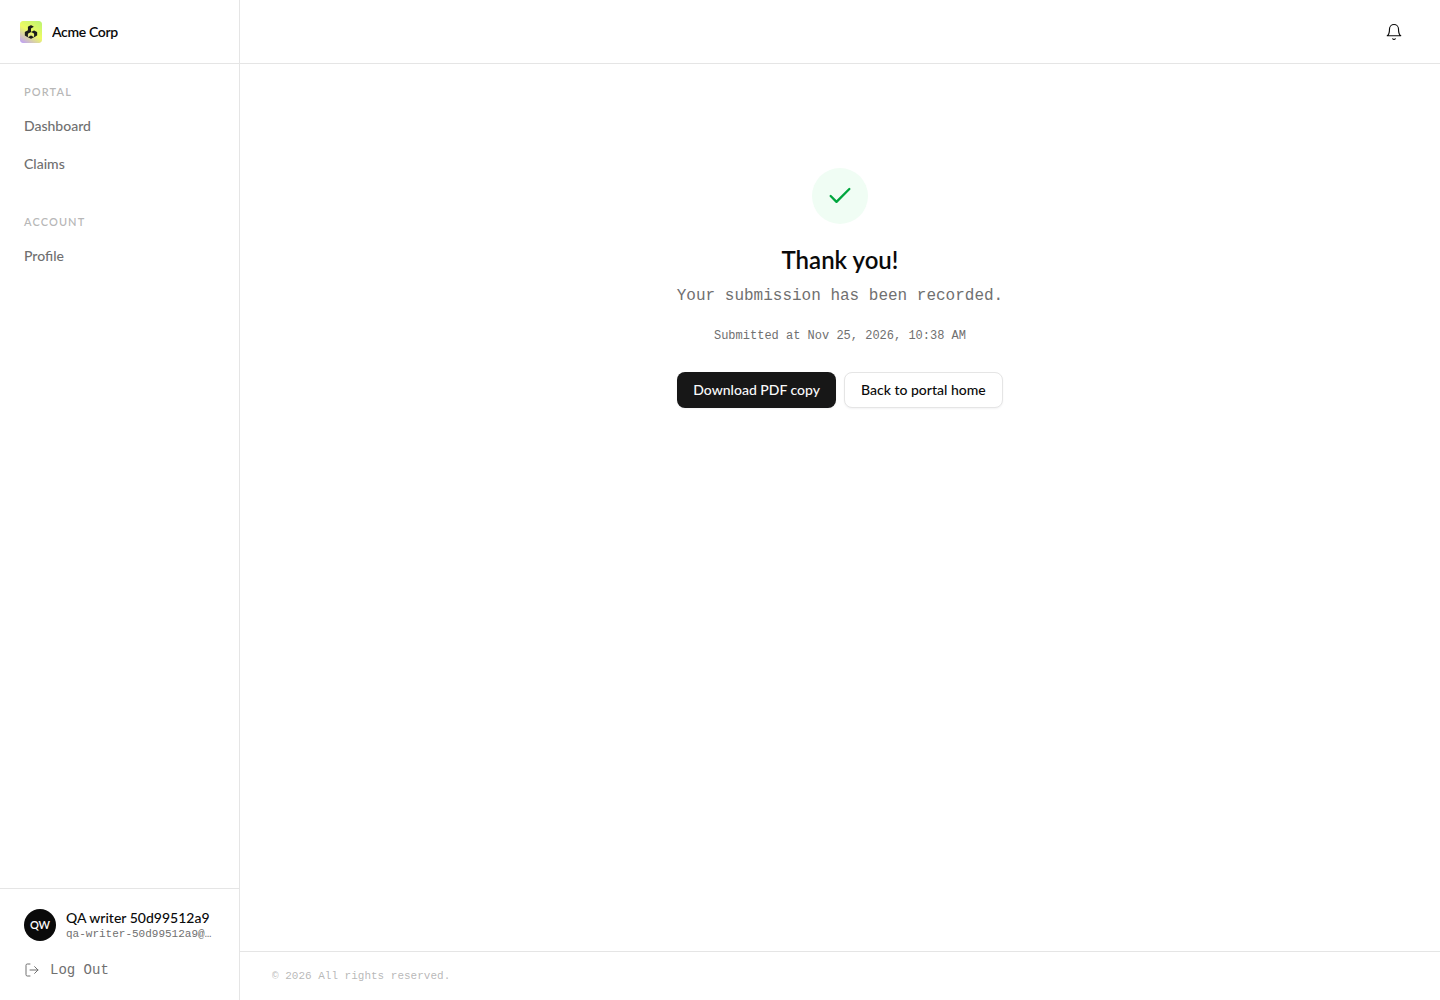 Acme Corp
PORTAL
Dashboard
Claims
ACCOUNT
Profile
Thank you!
Your submission has been recorded.
Submitted at Nov 25, 2026, 10:38 AM
Download PDF copy
Back to portal home
QW
QA writer 50d99512a9
qa-writer-50d99512a9@…
Log Out
© 2026 All rights reserved.